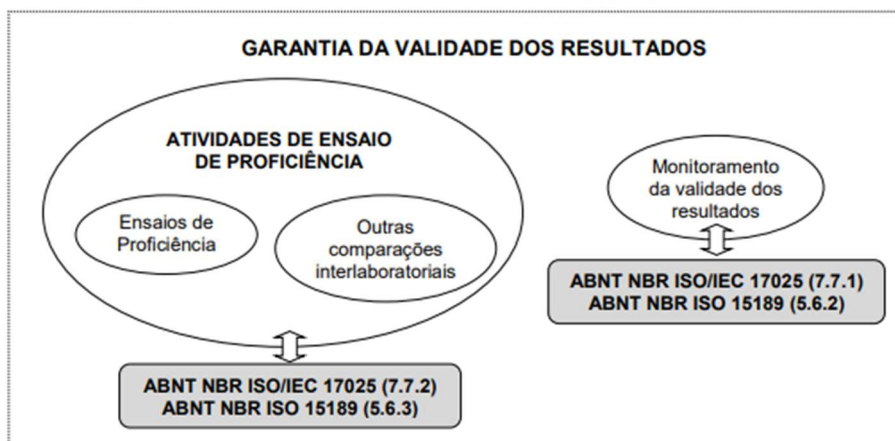 GARANTIA DA VALIDADE DOS RESULTADOS
ATIVIDADES DE ENSAIO
DE PROFICIÊNCIA
Ensaios de
Proficiência
Outras
comparações
interlaboratoriais
ABNT NBR ISO/IEC 17025 (7.7.2)
ABNT NBR ISO 15189 (5.6.3)
Monitoramento
da validade dos
resultados
ABNT NBR ISO/IEC 17025 (7.7.1)
ABNT NBR ISO 15189 (5.6.2)